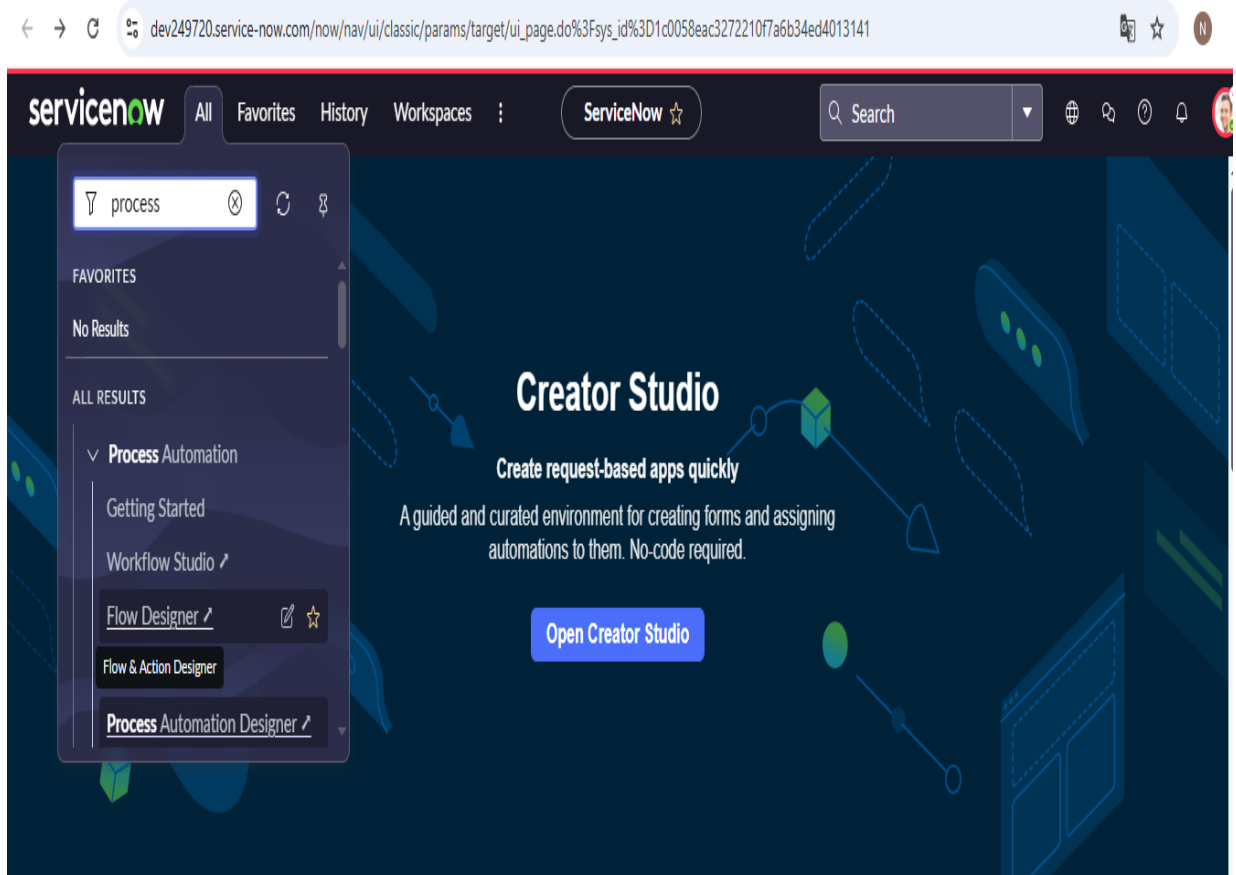 dev249720.service-now.com/now/nav/ui/classic/params/target/ui_page.do%3Fsys_id%3D1c0058eac3272210f7a6b34ed4013141
N
servicenow All Favorites History Workspaces ServiceNow Search
process
FAVORITES
No Results
ALL RESULTS
Process Automation
Getting Started
Workflow Studio
Flow Designer
Flow & Action Designer
Process Automation Designer
Creator Studio
Create request-based apps quickly
A guided and curated environment for creating forms and assigning
automations to them. No-code required.
Open Creator Studio